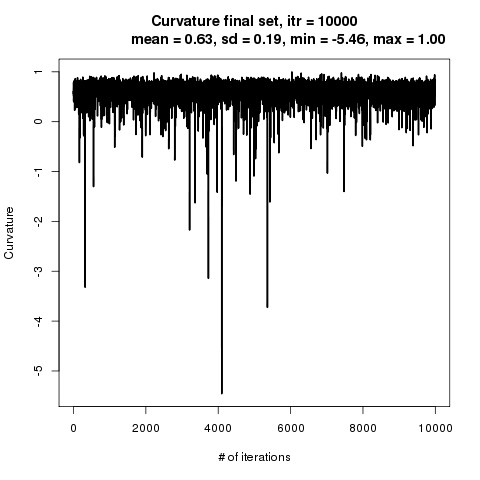 Curvature final set, itr = 10000
mean = 0.63, sd = 0.19, min = -5.46, max = 1.00
1
0
-1
-2
-3
-4
-5
Curvature
0 2000 4000 6000 8000 10000
# of iterations